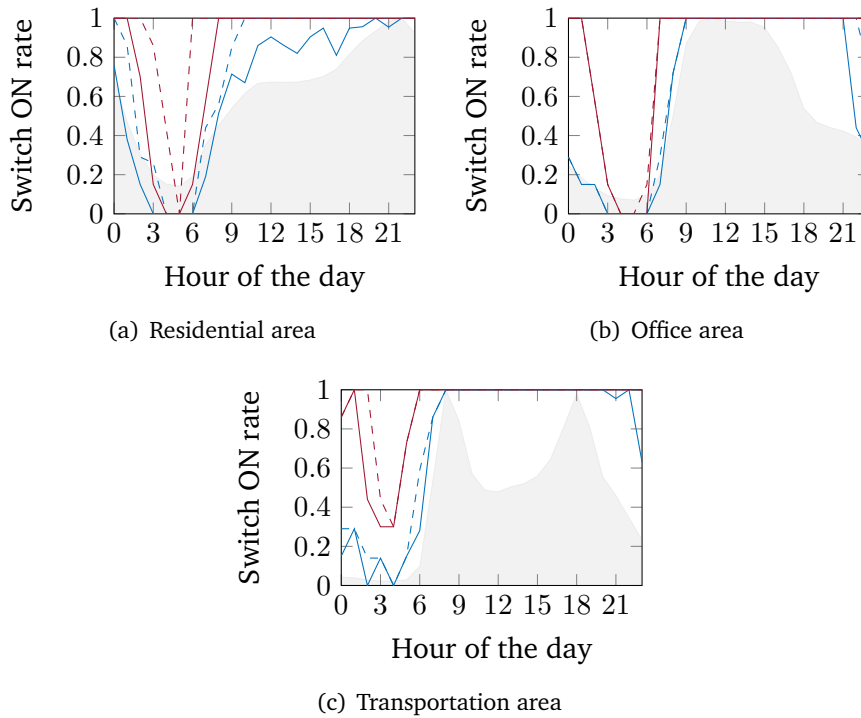 Switch ON rate
1
0.8
0.6
0.4
0.2
0
0 3 6 9 12 15 18 21
Hour of the day
(a) Residential area
Switch ON rate
1
0.8
0.6
0.4
0.2
0
0 3 6 9 12 15 18 21
Hour of the day
(b) Office area
Switch ON rate
1
0.8
0.6
0.4
0.2
0
0 3 6 9 12 15 18 21
Hour of the day
(c) Transportation area